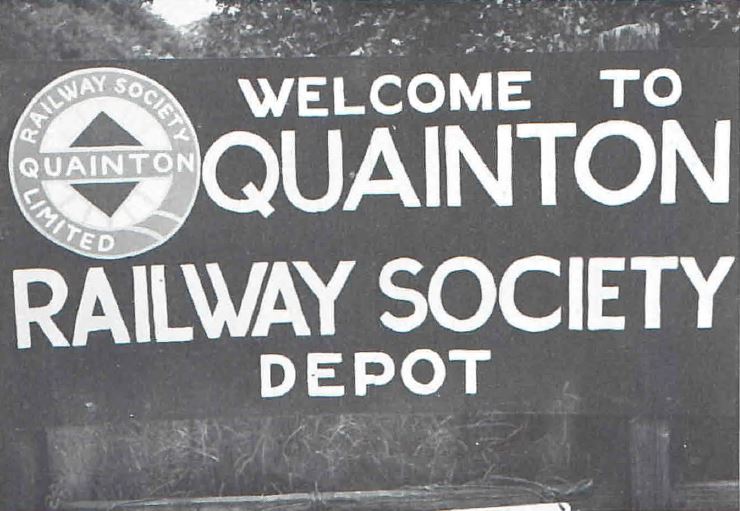 WELCOME TO
QUAINTON
RAILWAY SOCIETY
DEPOT
RAILWAY SOCIETY
QUAINTON
LIMITED